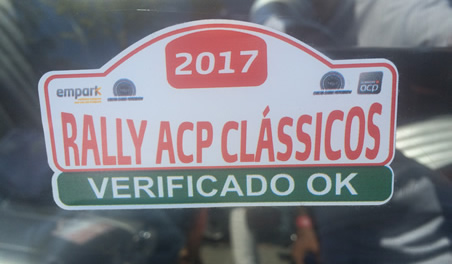 2017
empark
acp
RALLY ACP CLÁSSICOS
VERIFICADO OK